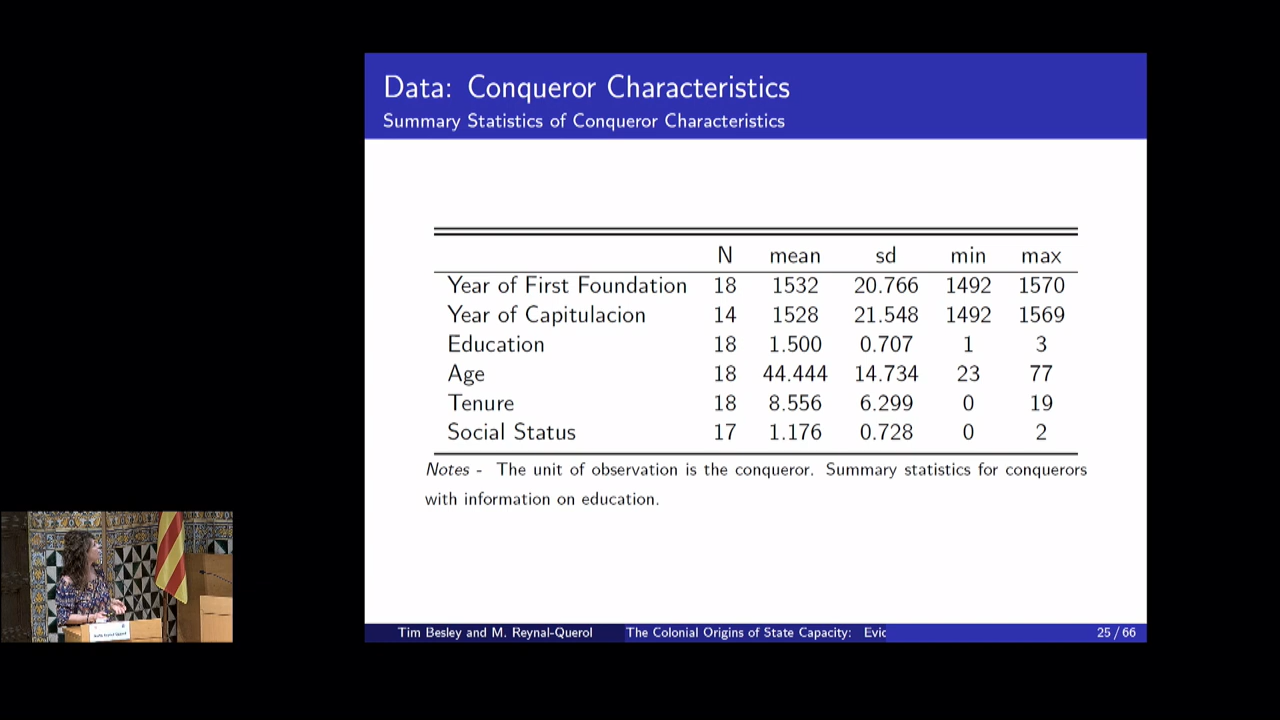 Data: Conqueror Characteristics
Summary Statistics of Conqueror Characteristics
N mean sd min max
Year of First Foundation 18 1532 20.766 1492 1570
Year of Capitulacion 14 1528 21.548 1492 1569
Education 18 1.500 0.707 1 3
Age 18 44.444 14.734 23 77
Tenure 18 8.556 6.299 0 19
Social Status 17 1.176 0.728 0 2
Notes - The unit of observation is the conqueror. Summary statistics for conquerors
with information on education.
Tim Besley and M. Reynal-Querol The Colonial Origins of State Capacity: Evic 25 / 66